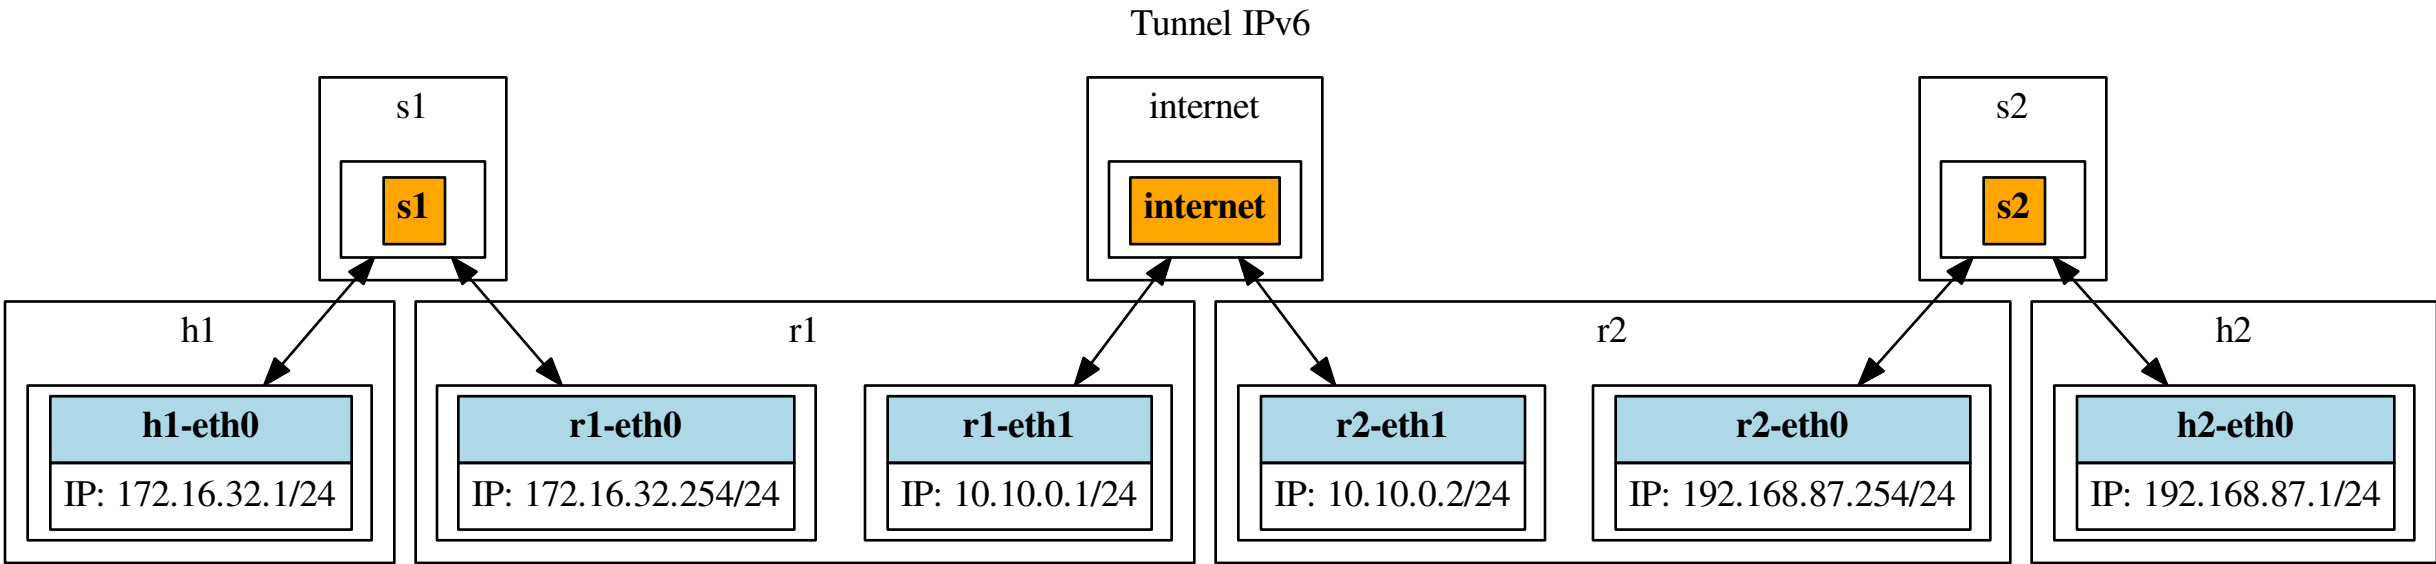 Tunnel IPv6
s1
internet
s2
s1
internet
s2
h1
r1
r2
h2
h1-eth0
r1-eth0
r1-eth1
r2-eth1
r2-eth0
h2-eth0
IP: 172.16.32.1/24
IP: 172.16.32.254/24
IP: 10.10.0.1/24
IP: 10.10.0.2/24
IP: 192.168.87.254/24
IP: 192.168.87.1/24